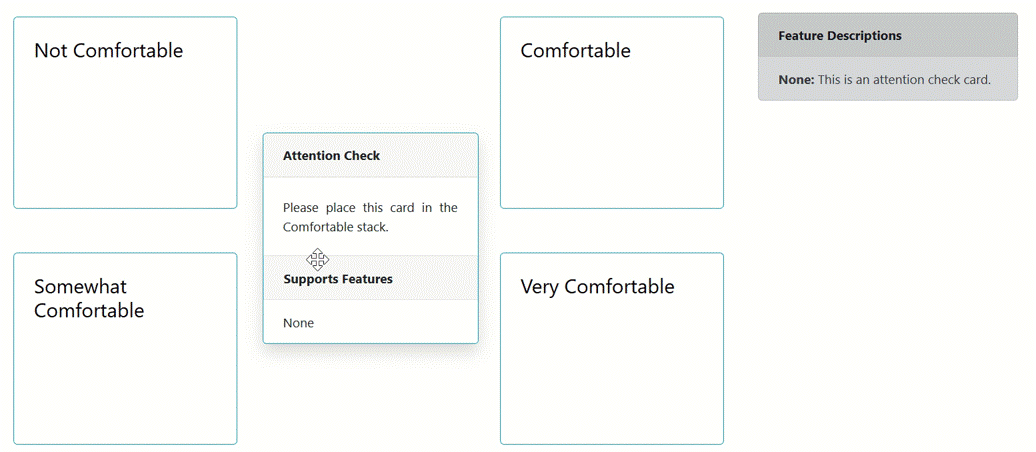 Not Comfortable
Comfortable
Feature Descriptions
None: This is an attention check card.
Attention Check
Please place this card in the
Comfortable stack.
Supports Features
None
Somewhat
Comfortable
Very Comfortable